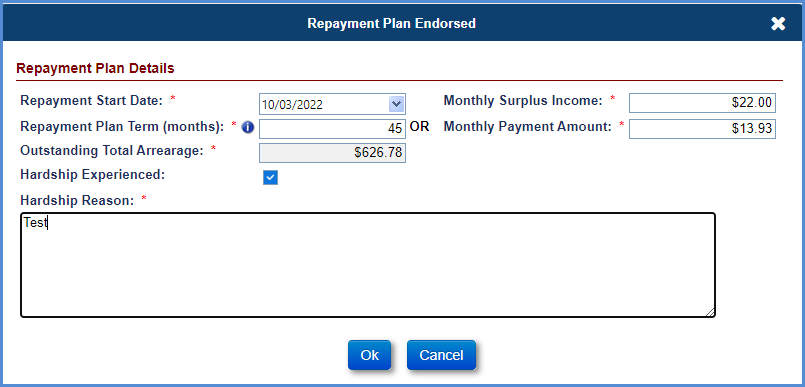 Repayment Plan Endorsed
Repayment Plan Details
Repayment Start Date: * 10/03/2022 Monthly Surplus Income: * $22.00
Repayment Plan Term (months): * i 45 OR Monthly Payment Amount: * $13.93
Outstanding Total Arrearage: * $626.78
Hardship Experienced:
Hardship Reason: *
Test
Ok Cancel